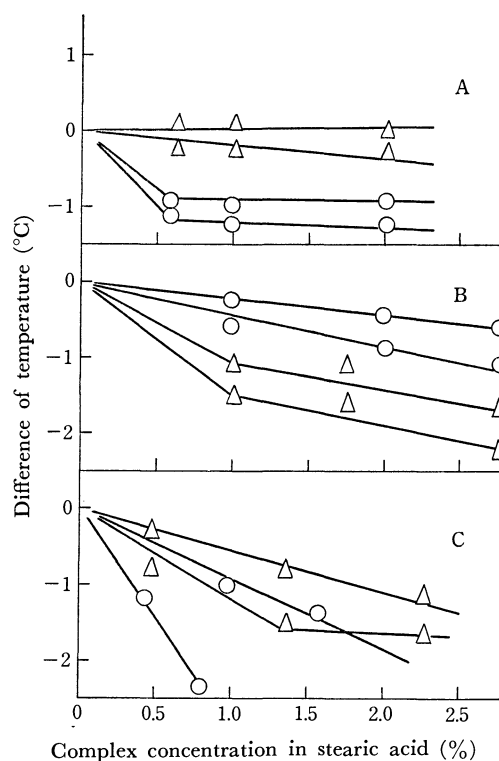 1
A
0
-1
0
B
-1
-2
0
C
-1
-2
0 0.5 1.0 1.5 2.0 2.5
Difference of temperature (°C)
Complex concentration in stearic acid (%)